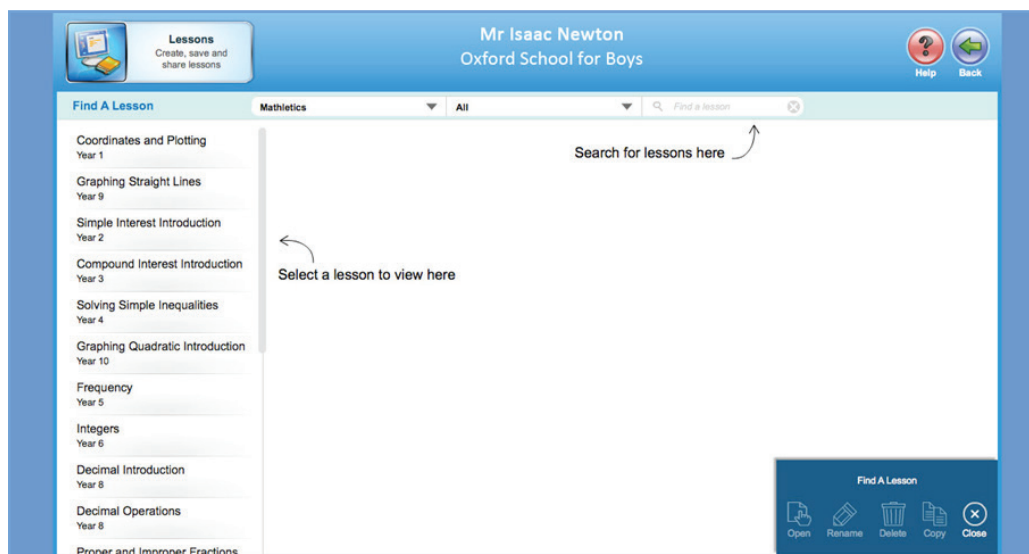 Lessons
Create, save and
share lessons
Mr Isaac Newton
Oxford School for Boys
Help
Back
Find A Lesson
Mathletics
All
Find a lesson
Search for lessons here
Select a lesson to view here
Coordinates and Plotting
Year 1
Graphing Straight Lines
Year 9
Simple Interest Introduction
Year 2
Compound Interest Introduction
Year 3
Solving Simple Inequalities
Year 4
Graphing Quadratic Introduction
Year 10
Frequency
Year 5
Integers
Year 6
Decimal Introduction
Year 8
Decimal Operations
Year 8
Proper and Improper Fractions
Find A Lesson
Open
Rename
Delete
Copy
Close